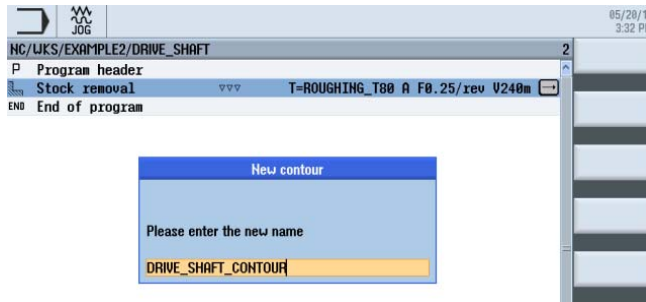 JOG
05/20/1
3:32 P
NC/WKS/EXAMPLE2/DRIVE_SHAFT 2
P Program header
Stock removal ▽▽▽ T=ROUGHING_T80 A F0.25/rev V240m
END End of program
New contour
Please enter the new name
DRIVE_SHAFT_CONTOUR